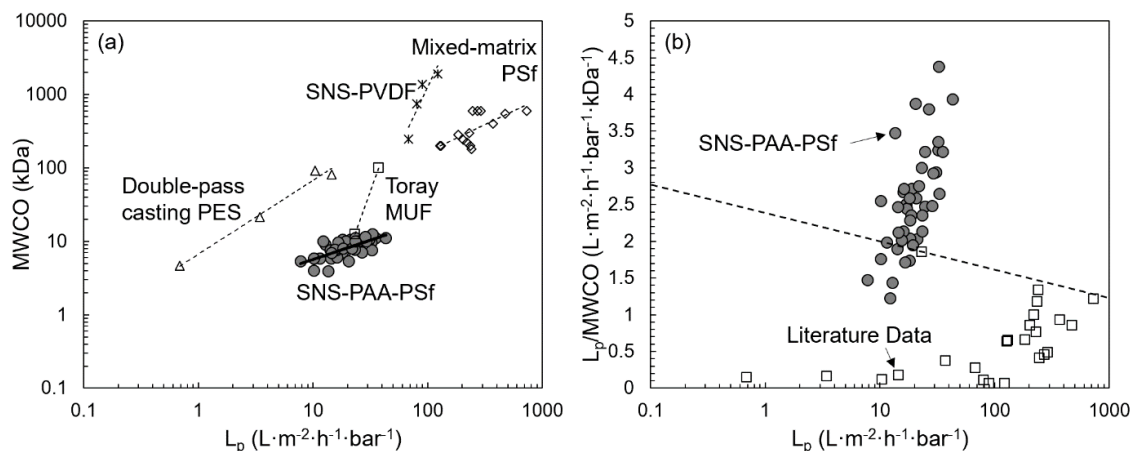 (a)
Mixed-matrix
PSf
SNS-PVDF
Double-pass
casting PES
Toray
MUF
SNS-PAA-PSf
MWCO (kDa)
10000
1000
100
10
1
0.1
0.1 1 10 100 1000
Lₚ (L·m⁻²·h⁻¹·bar⁻¹)
(b)
SNS-PAA-PSf
Literature Data
Lₚ/MWCO (L·m⁻²·h⁻¹·bar⁻¹·kDa⁻¹)
5
4.5
4
3.5
3
2.5
2
1.5
1
0.5
0
0.1 1 10 100 1000
Lₚ (L·m⁻²·h⁻¹·bar⁻¹)